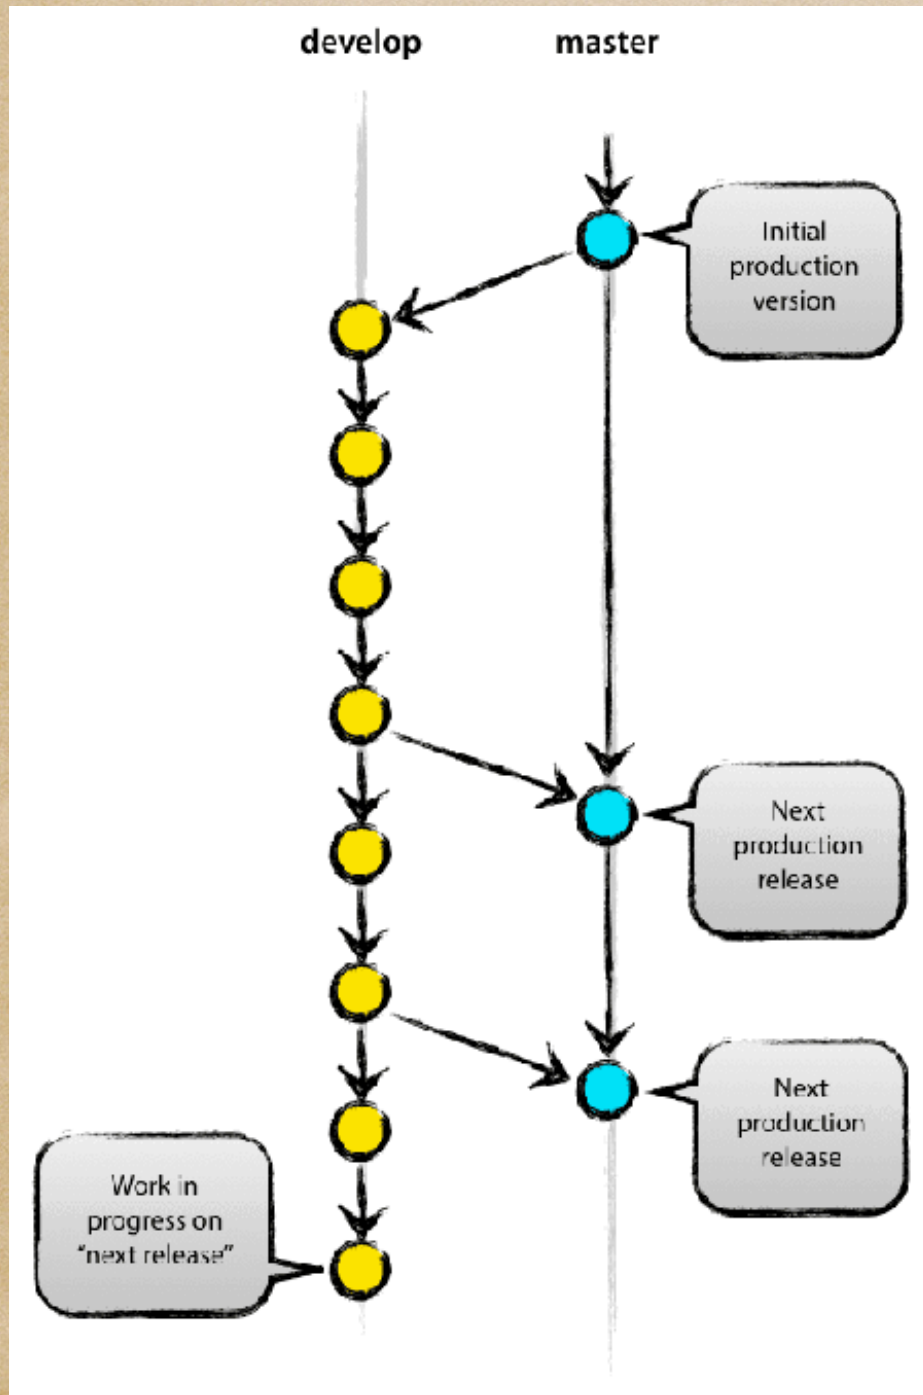 develop
master
Initial
production
version
Next
production
release
Next
production
release
Work in
progress on
“next release”